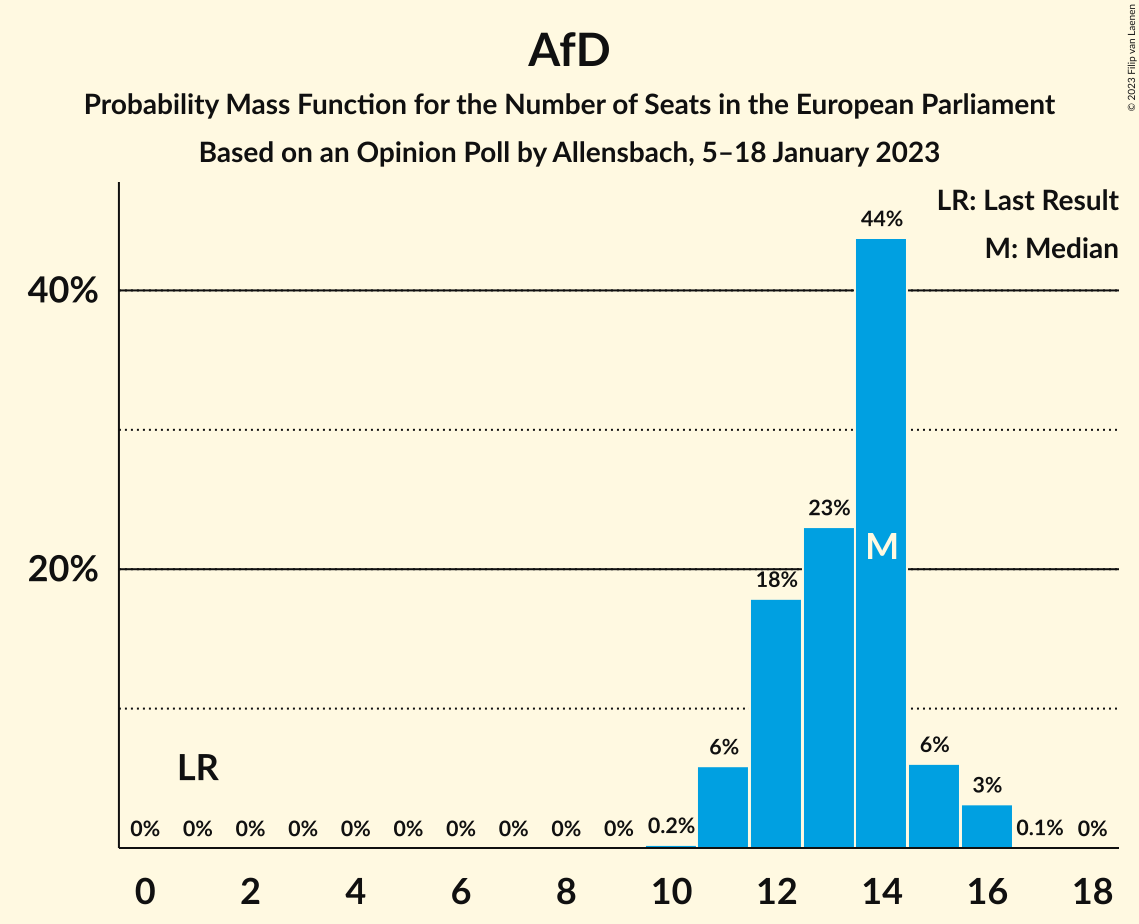 AfD
Probability Mass Function for the Number of Seats in the European Parliament
Based on an Opinion Poll by Allensbach, 5–18 January 2023
© 2023 Filip van Laenen
LR: Last Result
M: Median
44%
40%
23%
M
20%
18%
6%
6%
LR
3%
0% 0% 0% 0% 0% 0% 0% 0% 0% 0% 0.2% 0.1% 0%
0 2 4 6 8 10 12 14 16 18